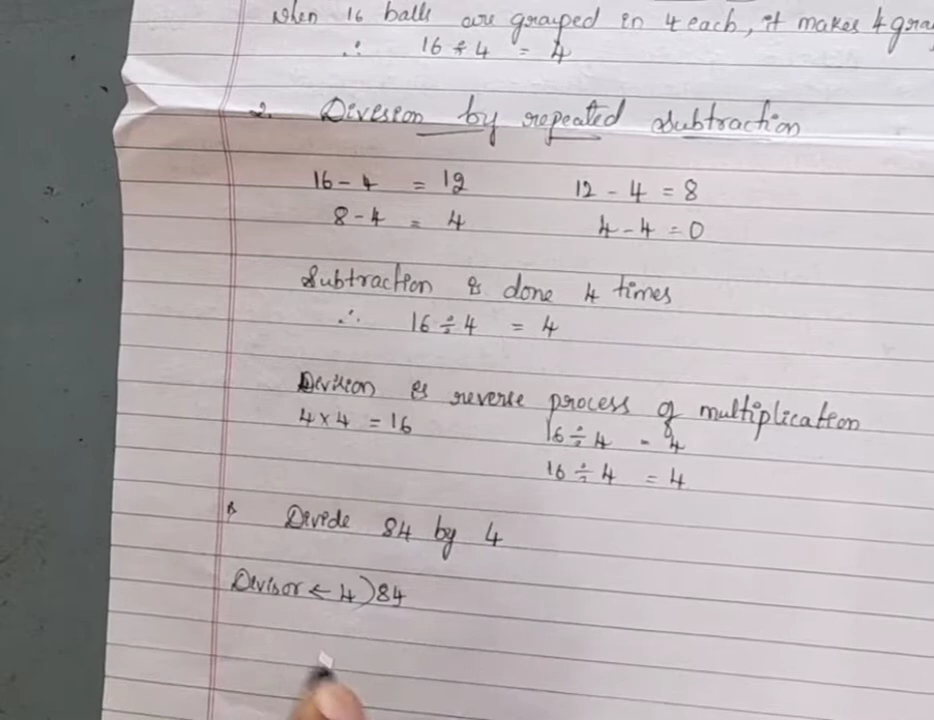 when 16 balls are grouped in 4 each, it makes 4
∴ 16 ÷ 4 = 4
2. Division by repeated subtraction
16 - 4 = 12 12 - 4 = 8
8 - 4 = 4 4 - 4 = 0
Subtraction is done 4 times
∴ 16 ÷ 4 = 4
Division is reverse process of multiplication
4 x 4 = 16 16 ÷ 4 = 4
16 ÷ 4 = 4
Divide 84 by 4
Divisor ← 4)84